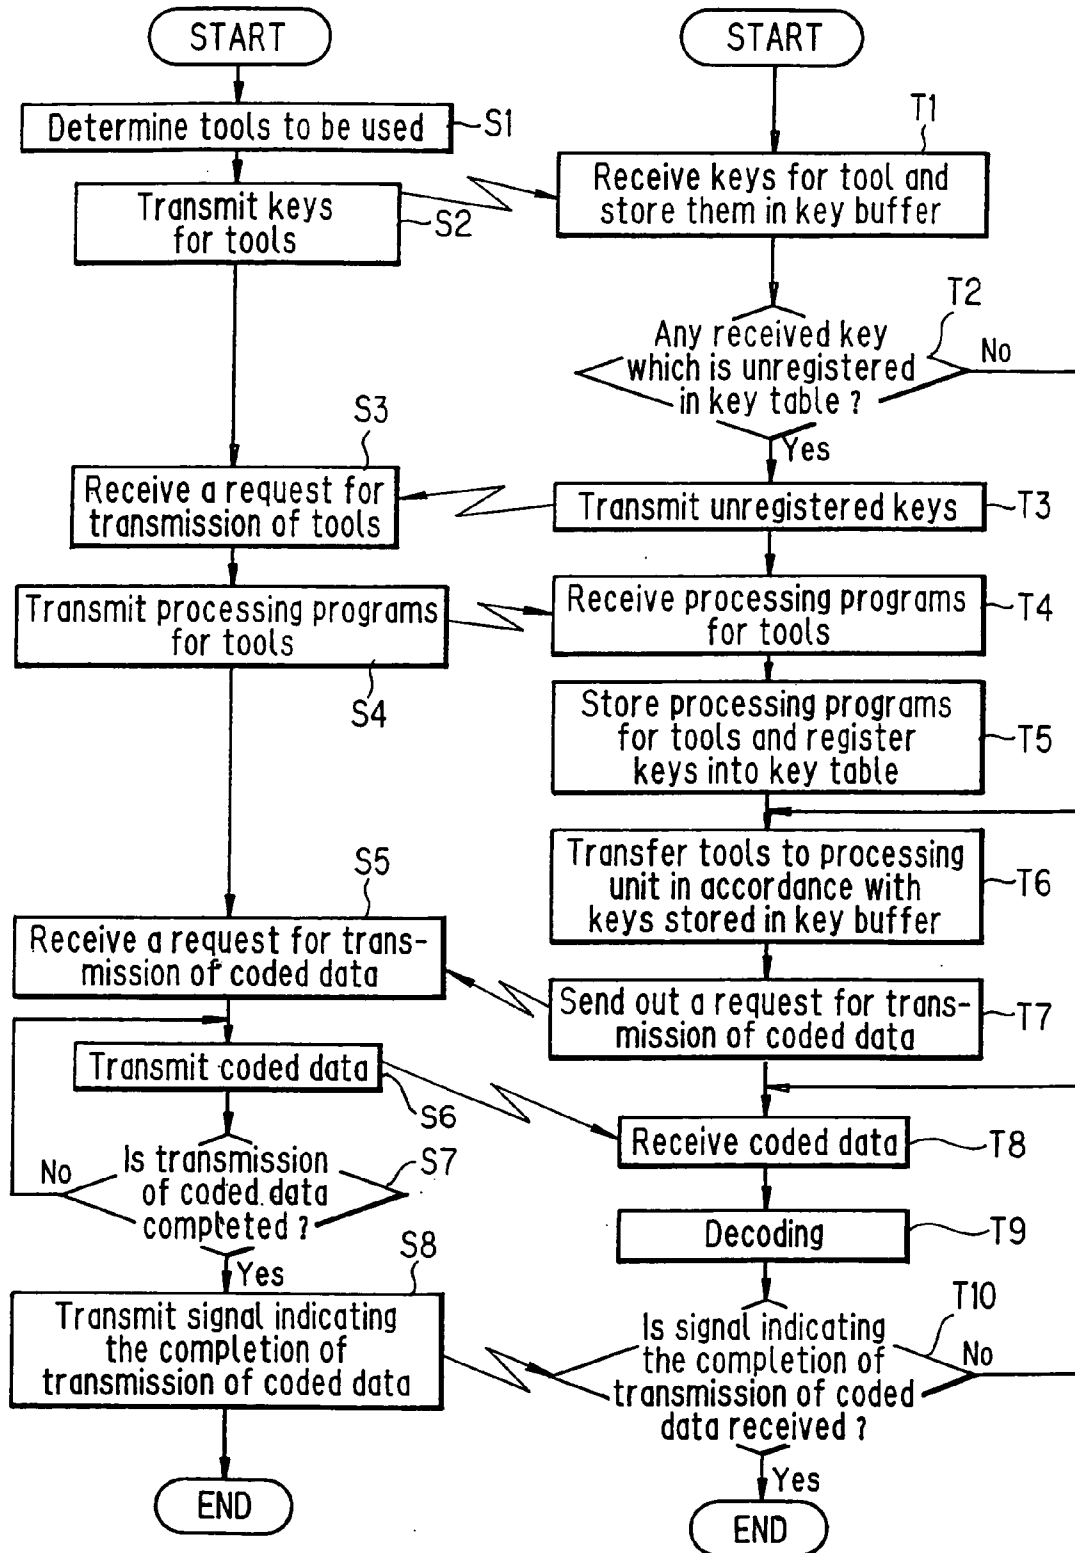 START
Determine tools to be used
S1
Transmit keys
for tools
S2
S3
Receive a request for
transmission of tools
Transmit processing programs
for tools
S4
S5
Receive a request for trans-
mission of coded data
Transmit coded data
S6
Is transmission
of coded data
completed ?
S7
No
Yes
S8
Transmit signal indicating
the completion of
transmission of coded data
END
START
T1
Receive keys for tool and
store them in key buffer
T2
Any received key
which is unregistered
in key table ?
No
Yes
Transmit unregistered keys
T3
Receive processing programs
for tools
T4
Store processing programs
for tools and register
keys into key table
T5
Transfer tools to processing
unit in accordance with
keys stored in key buffer
T6
Send out a request for trans-
mission of coded data
T7
Receive coded data
T8
Decoding
T9
T10
Is signal indicating
the completion of
transmission of coded
data received ?
No
Yes
END